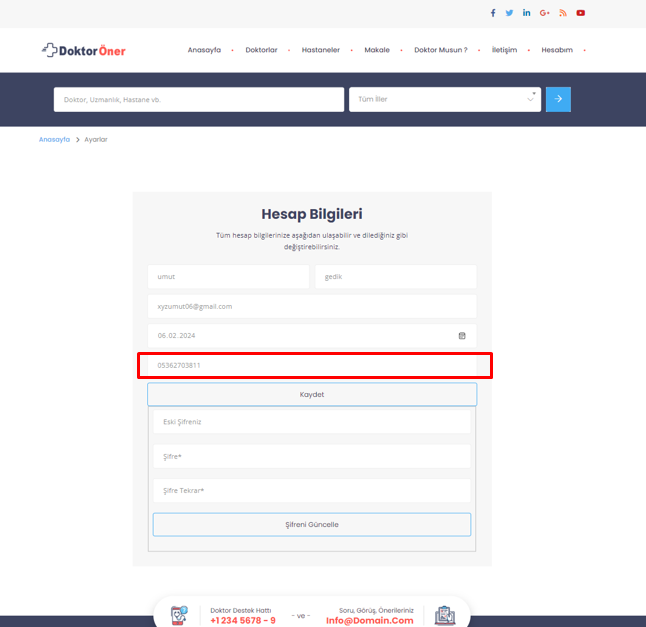 DoktorÖner
Anasayfa Doktorlar Hastaneler Makale Doktor Musun ? İletişim Hesabım
Doktor, Uzmanlık, Hastane vb. Tüm İller
Anasayfa Ayarlar
Hesap Bilgileri
Tüm hesap bilgilerinize aşağıdan ulaşabilir ve dilediğiniz gibi
değiştirebilirsiniz.
umut gedik
xyzumut06@gmail.com
06.02.2024
05362703811
Kaydet
Eski Şifreniz
Şifre*
Şifre Tekrar*
Şifreni Güncelle
Doktor Destek Hattı
+1 234 5678 - 9
- ve -
Soru, Görüş, Önerileriniz
Info@Domain.Com